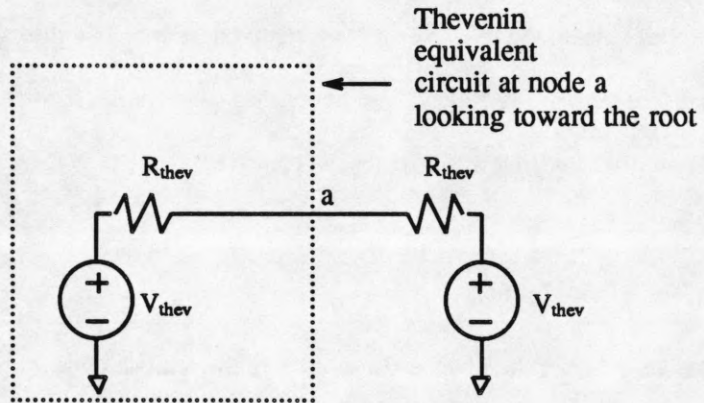 Thevenin
equivalent
circuit at node a
looking toward the root
R_thev
a
R_thev
+
−
V_thev
+
−
V_thev